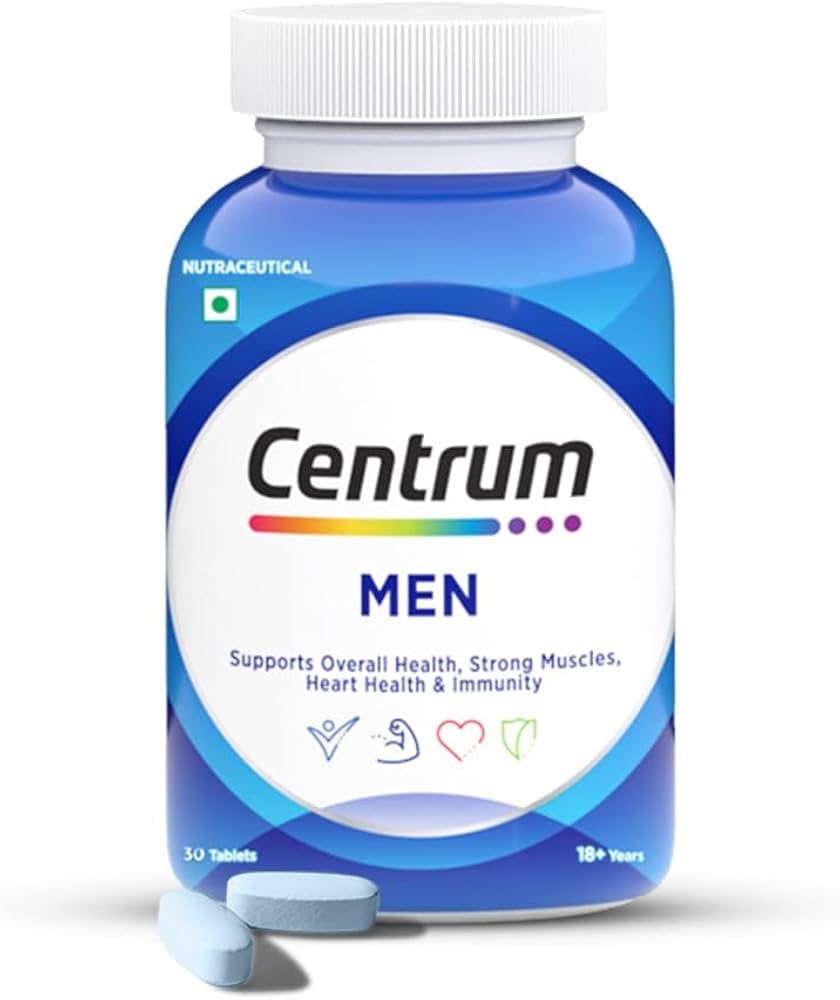 NUTRACEUTICAL
Centrum
MEN
Supports Overall Health, Strong Muscles,
Heart Health & Immunity
30 Tablets
18+ Years